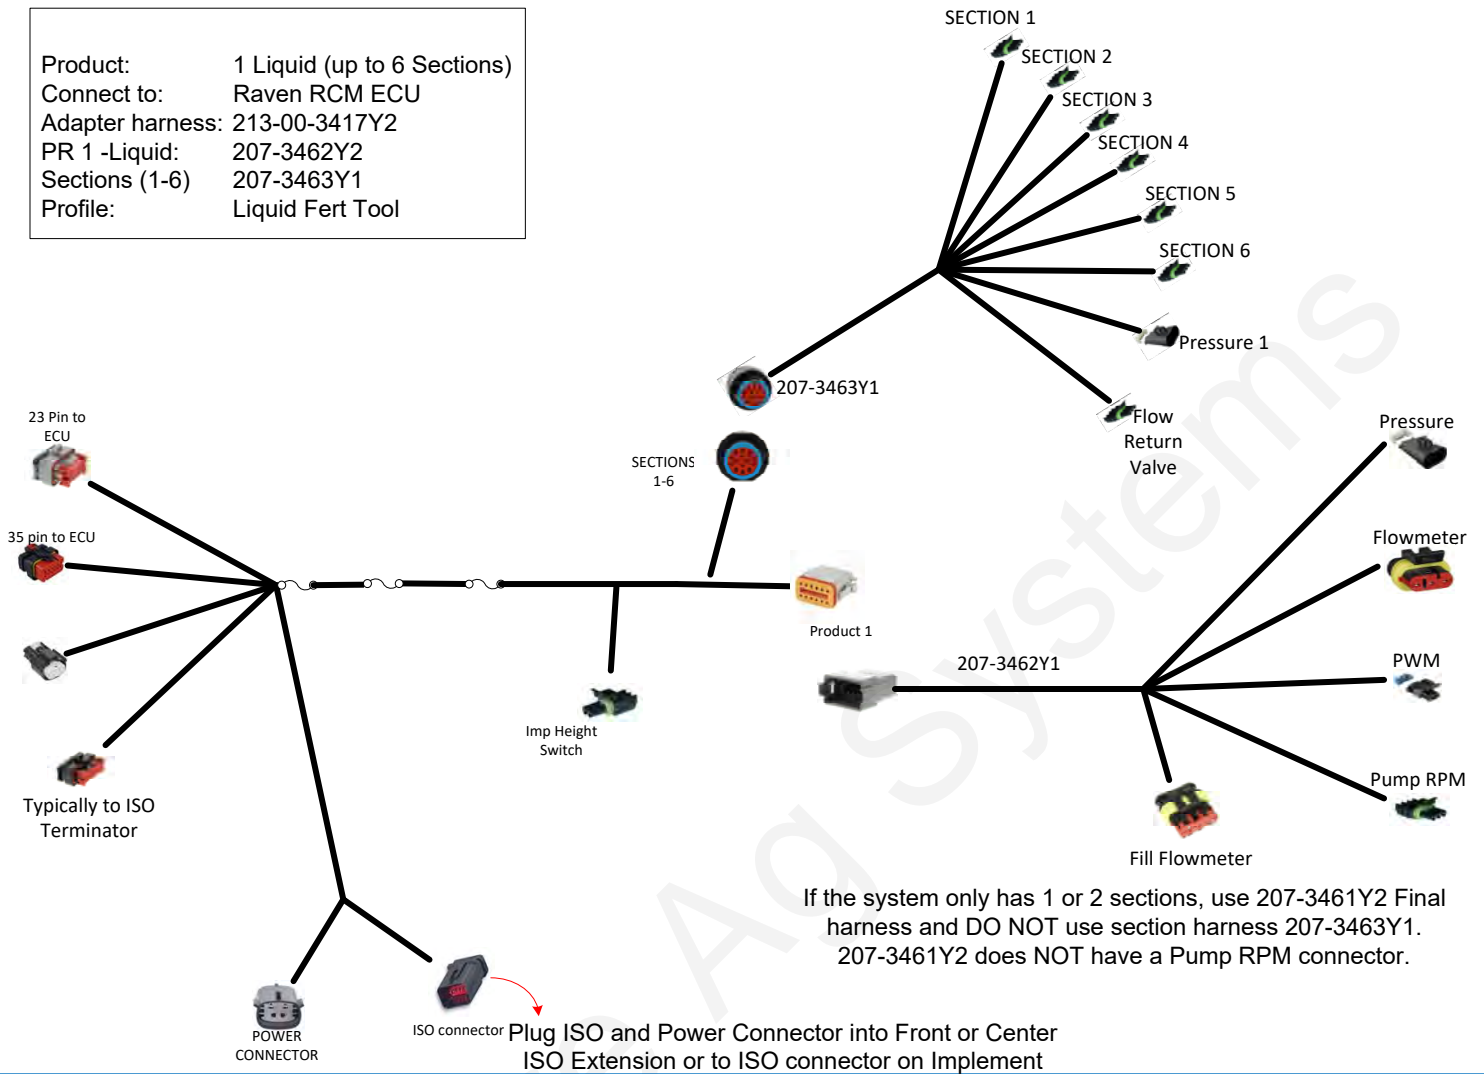 Product: 1 Liquid (up to 6 Sections)
Connect to: Raven RCM ECU
Adapter harness: 213-00-3417Y2
PR 1 -Liquid: 207-3462Y2
Sections (1-6) 207-3463Y1
Profile: Liquid Fert Tool
SECTION 1
SECTION 2
SECTION 3
SECTION 4
SECTION 5
SECTION 6
Pressure 1
Flow
Return
Valve
207-3463Y1
SECTIONS
1-6
23 Pin to
ECU
35 pin to ECU
Typically to ISO
Terminator
Imp Height
Switch
Product 1
207-3462Y1
Pressure
Flowmeter
PWM
Pump RPM
Fill Flowmeter
If the system only has 1 or 2 sections, use 207-3461Y2 Final
harness and DO NOT use section harness 207-3463Y1.
207-3461Y2 does NOT have a Pump RPM connector.
POWER
CONNECTOR
ISO connector
Plug ISO and Power Connector into Front or Center
ISO Extension or to ISO connector on Implement
Ag Systems